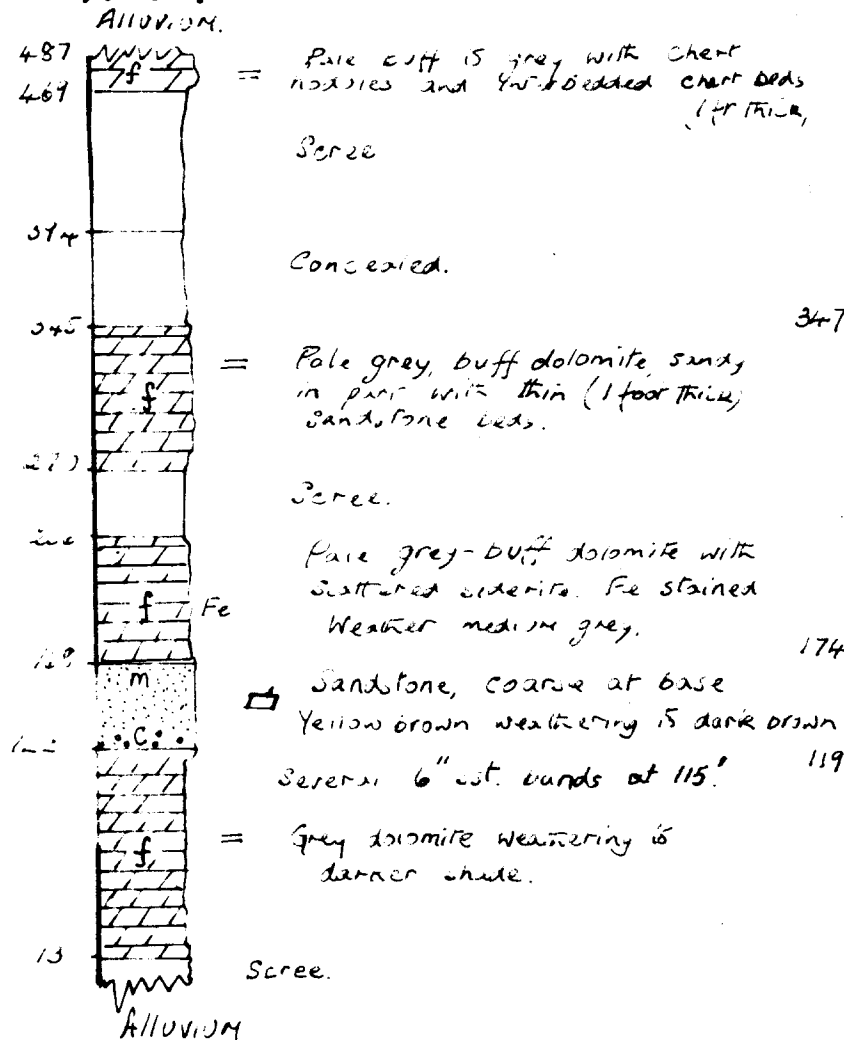 Alluvium.
487
469
f
= Pale buff to grey with chert
nodules and interbedded chert beds
1 ft thick,
Scree
Concealed.
345
347
f
= Pale grey, buff dolomite, sandy
in part with thin (1 foot thick)
sandstone beds.
Scree.
f
Fe
Pale grey-buff dolomite with
scattered siderite. Fe stained
Weather medium grey.
174
m
Sandstone, coarse at base
Yellow brown weathering to dark brown
C
119
Several 6" sst. bands at 115'
f
= Grey dolomite weathering to
darker shade.
13
Scree.
Alluvium